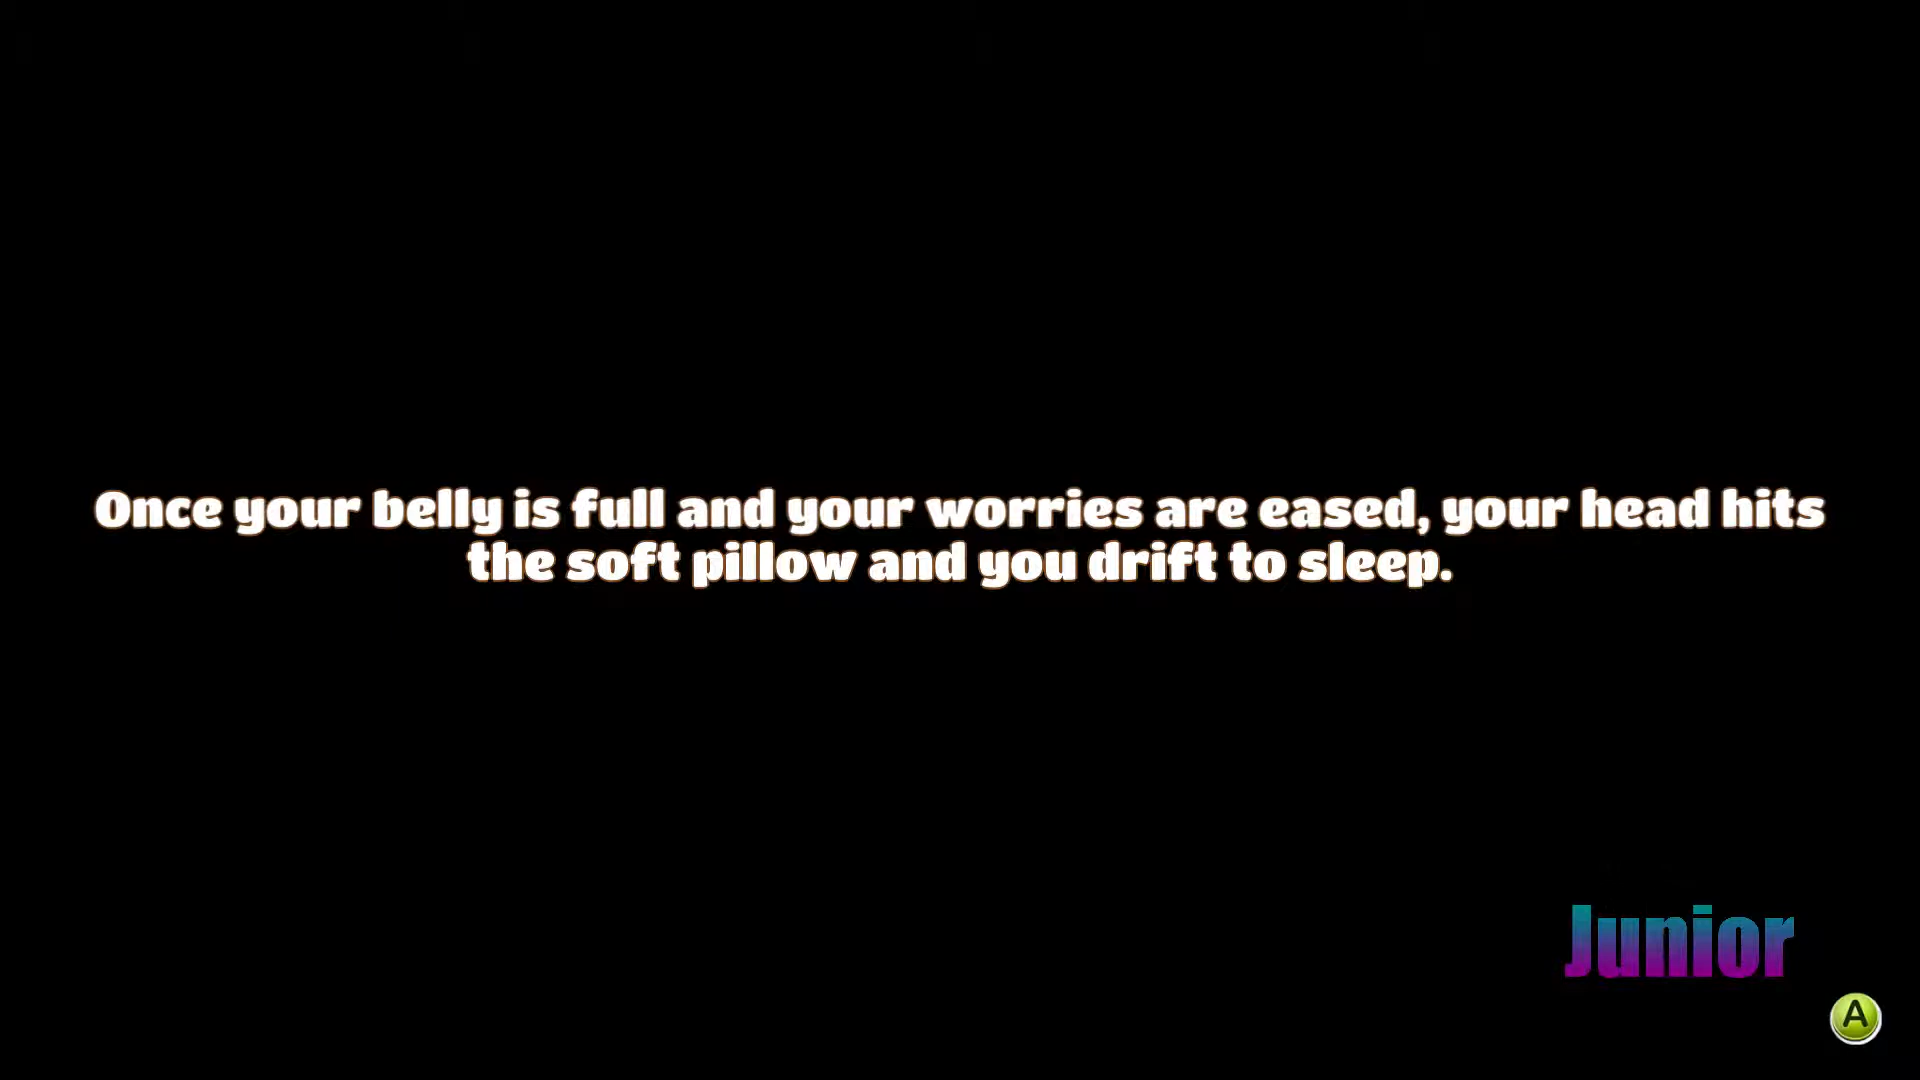 Once your belly is full and your worries are eased, your head hits
the soft pillow and you drift to sleep.
Junior
A